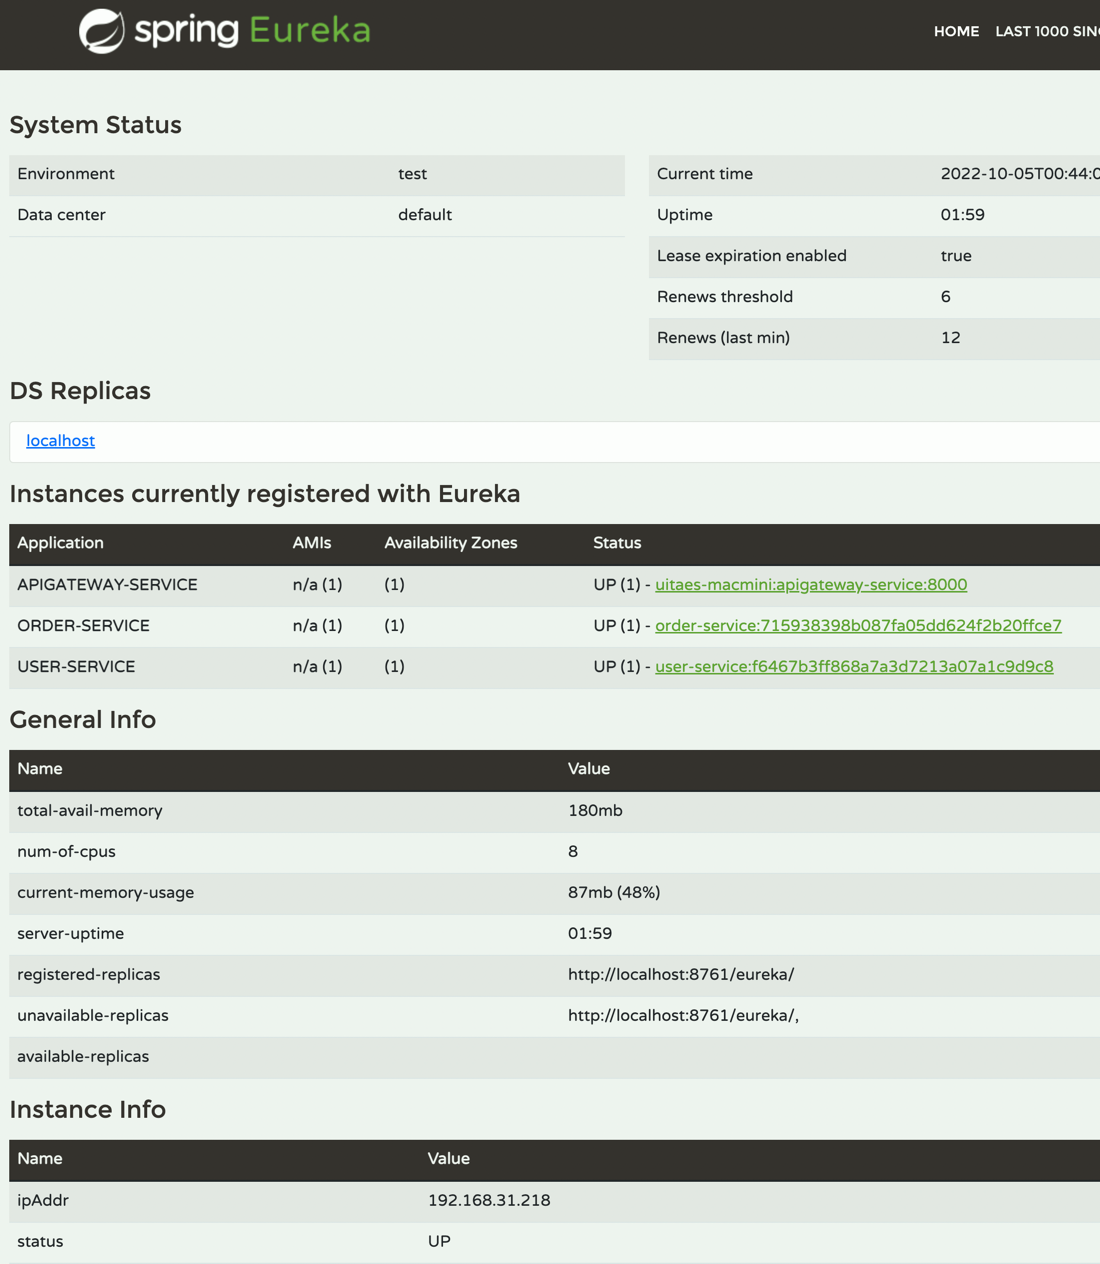 spring Eureka
HOME LAST 1000 SIN
System Status
Environment test
Data center default
Current time 2022-10-05T00:44:0
Uptime 01:59
Lease expiration enabled true
Renews threshold 6
Renews (last min) 12
DS Replicas
localhost
Instances currently registered with Eureka
Application AMIs Availability Zones Status
APIGATEWAY-SERVICE n/a (1) (1) UP (1) - uitaes-macmini:apigateway-service:8000
ORDER-SERVICE n/a (1) (1) UP (1) - order-service:715938398b087fa05dd624f2b20ffce7
USER-SERVICE n/a (1) (1) UP (1) - user-service:f6467b3ff868a7a3d7213a07a1c9d9c8
General Info
Name Value
total-avail-memory 180mb
num-of-cpus 8
current-memory-usage 87mb (48%)
server-uptime 01:59
registered-replicas http://localhost:8761/eureka/
unavailable-replicas http://localhost:8761/eureka/,
available-replicas
Instance Info
Name Value
ipAddr 192.168.31.218
status UP